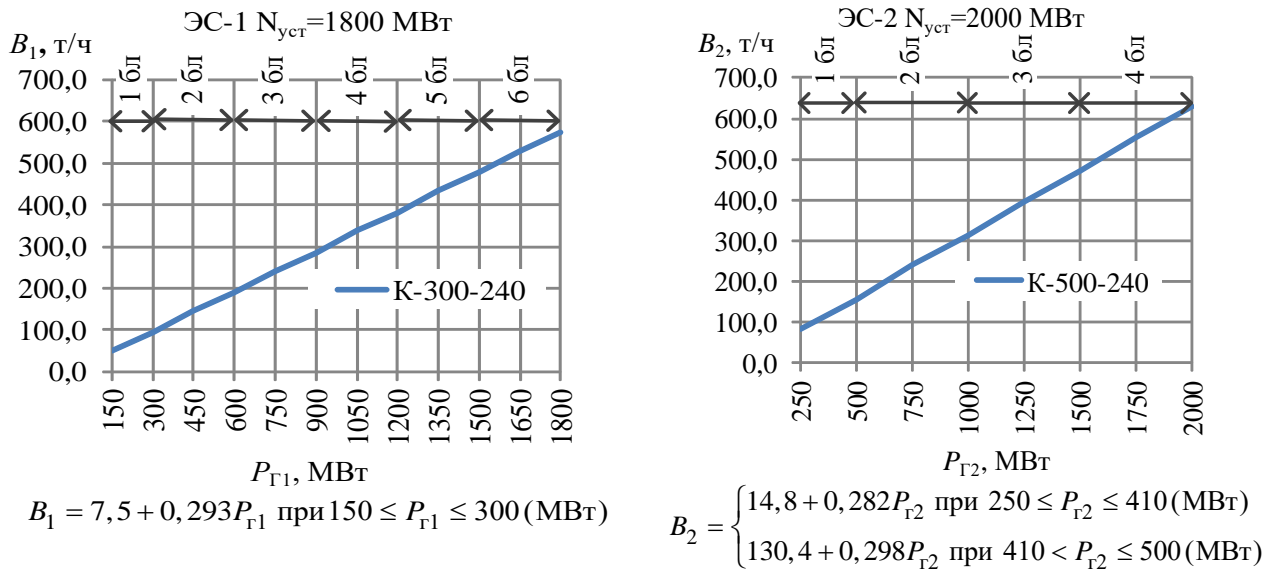 ЭС-1 Nуст=1800 МВт
B₁, т/ч
700,0
600,0
500,0
400,0
300,0
200,0
100,0
0,0
1 бл
2 бл
3 бл
4 бл
5 бл
6 бл
К-300-240
150
300
450
600
750
900
1050
1200
1350
1500
1650
1800
PГ1, МВт
B₁ = 7,5 + 0,293Pг1 при 150 ≤ Pг1 ≤ 300 (МВт)
ЭС-2 Nуст=2000 МВт
B₂, т/ч
700,0
600,0
500,0
400,0
300,0
200,0
100,0
0,0
1 бл
2 бл
3 бл
4 бл
К-500-240
250
500
750
1000
1250
1500
1750
2000
PГ2, МВт
B₂ = {14,8 + 0,282Pг2 при 250 ≤ Pг2 ≤ 410 (МВт)
130,4 + 0,298Pг2 при 410 < Pг2 ≤ 500 (МВт)